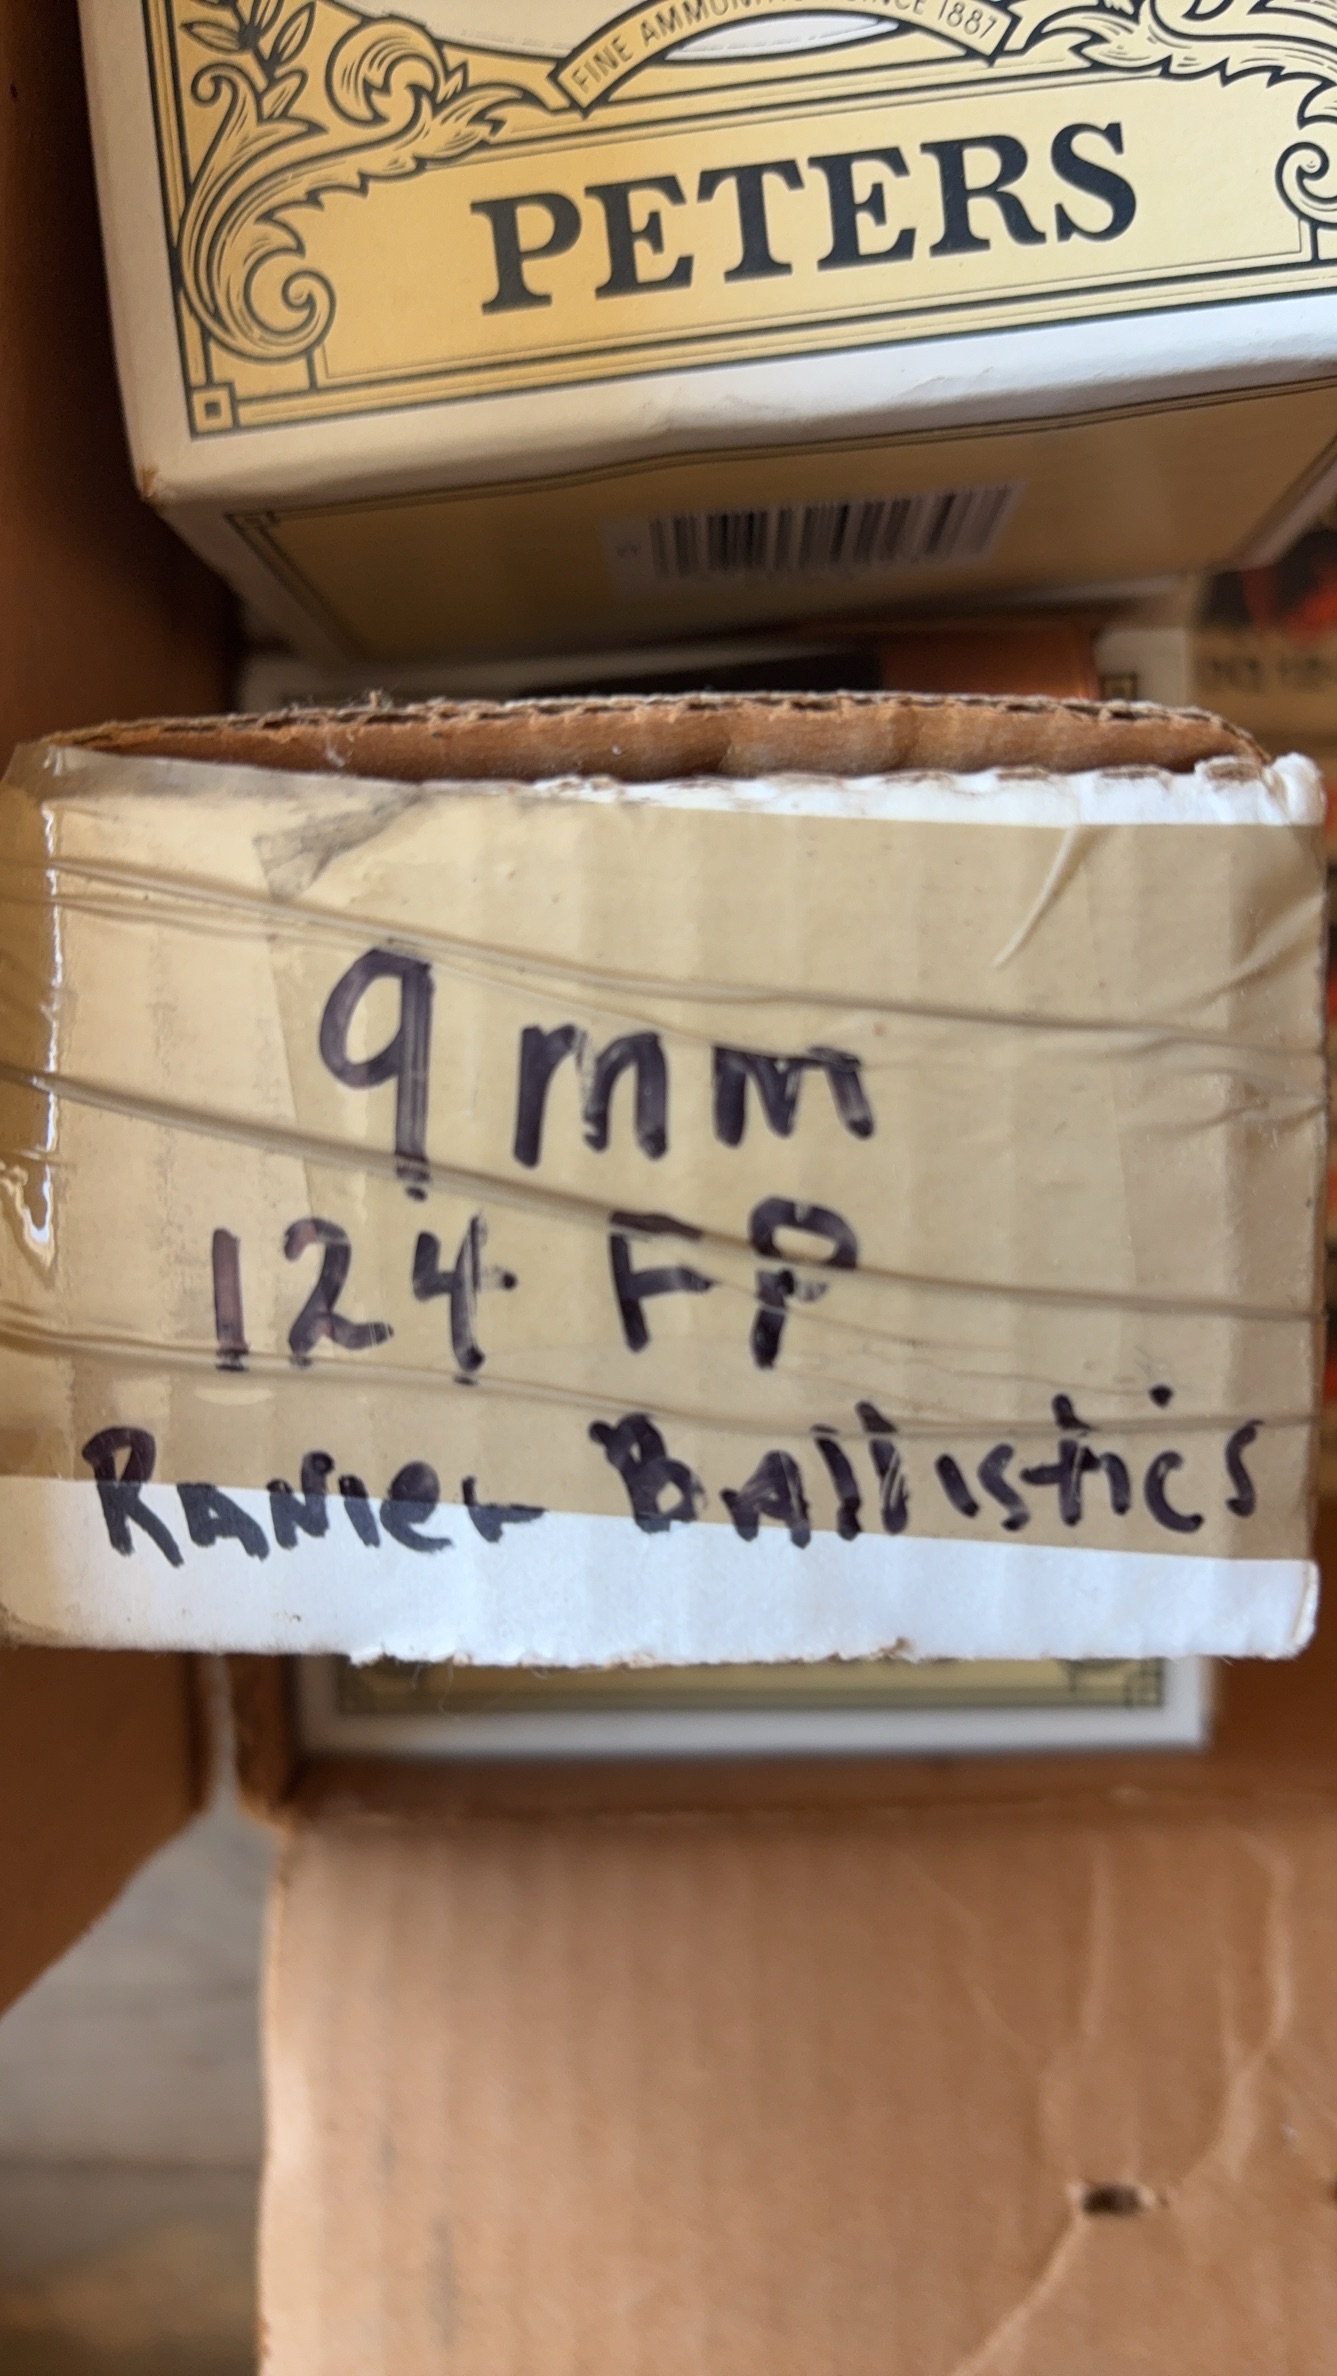 FINE AMMUNITION SINCE 1887
PETERS
9mm
124 FP
RANIER BAllistics